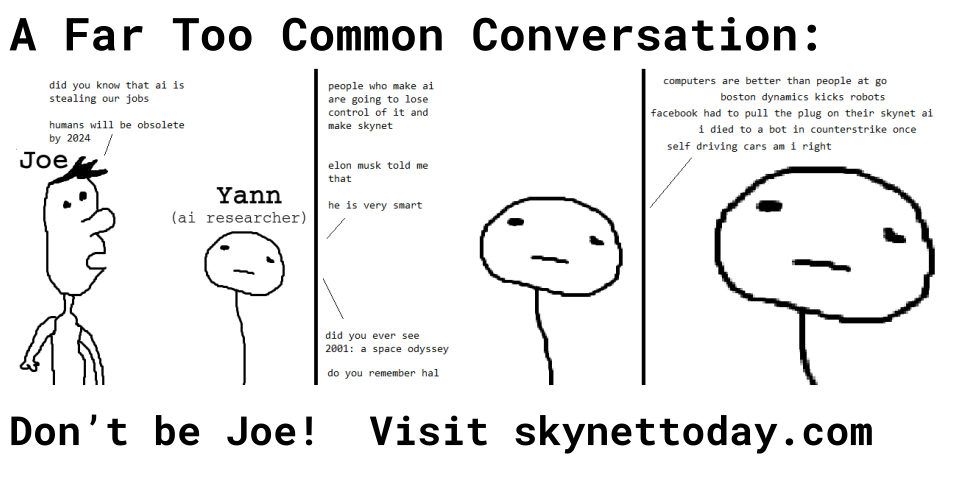 A Far Too Common Conversation:
did you know that ai is
stealing our jobs
humans will be obsolete
by 2024
Joe
Yann
(ai researcher)
people who make ai
are going to lose
control of it and
make skynet
elon musk told me
that
he is very smart
did you ever see
2001: a space odyssey
do you remember hal
computers are better than people at go
boston dynamics kicks robots
facebook had to pull the plug on their skynet ai
i died to a bot in counterstrike once
self driving cars am i right
Don’t be Joe! Visit skynettoday.com